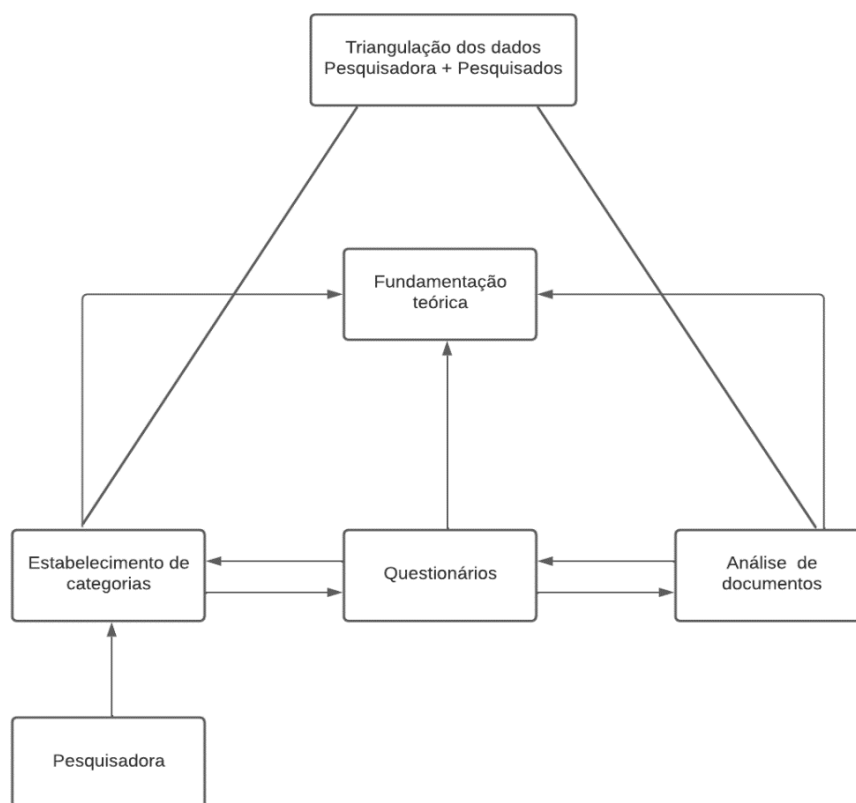 Triangulação dos dados
Pesquisadora + Pesquisados
Fundamentação
teórica
Estabelecimento de
categorias
Questionários
Análise de
documentos
Pesquisadora